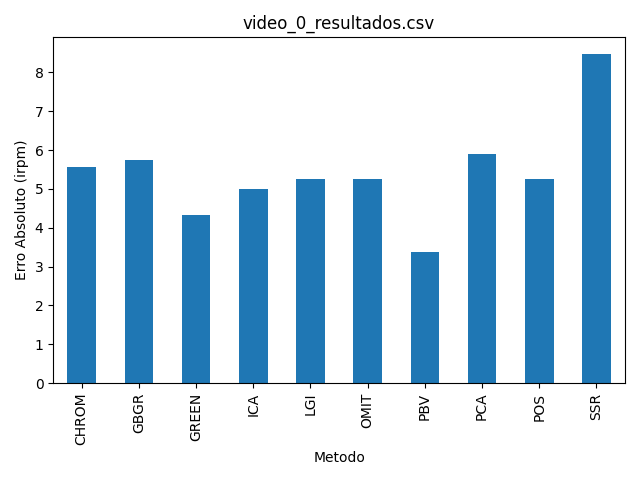 video_0_resultados.csv
Erro Absoluto (irpm)
8
7
6
5
4
3
2
1
0
CHROM
GBGR
GREEN
ICA
LGI
OMIT
PBV
PCA
POS
SSR
Metodo